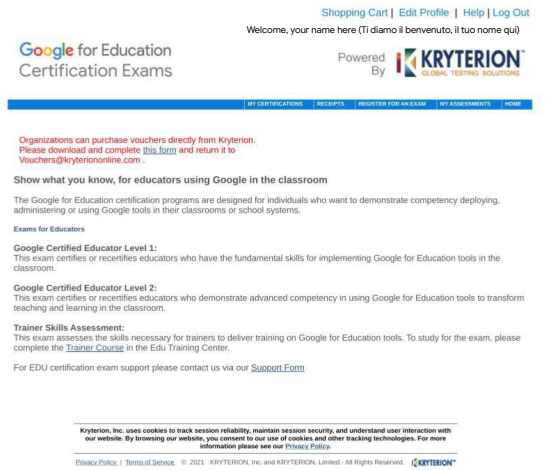 Shopping Cart | Edit Profile | Help | Log Out
Welcome, your name here (Ti diamo il benvenuto, il tuo nome qui)
Google for Education
Certification Exams
Powered
By
KRYTERION™
GLOBAL TESTING SOLUTIONS
MY CERTIFICATIONS | RECEIPTS | REGISTER FOR AN EXAM | MY ASSESSMENTS | HOME
Organizations can purchase vouchers directly from Kryterion.
Please download and complete this form and return it to
Vouchers@kryteriononline.com .
Show what you know, for educators using Google in the classroom
The Google for Education certification programs are designed for individuals who want to demonstrate competency deploying,
administering or using Google tools in their classrooms or school systems.
Exams for Educators
Google Certified Educator Level 1:
This exam certifies or recertifies educators who have the fundamental skills for implementing Google for Education tools in the
classroom.
Google Certified Educator Level 2:
This exam certifies or recertifies educators who demonstrate advanced competency in using Google for Education tools to transform
teaching and learning in the classroom.
Trainer Skills Assessment:
This exam assesses the skills necessary for trainers to deliver training on Google for Education tools. To study for the exam, please
complete the Trainer Course in the Edu Training Center.
For EDU certification exam support please contact us via our Support Form
Kryterion, Inc. uses cookies to track session reliability, maintain session security, and understand user interaction with
our website. By browsing our website, you consent to our use of cookies and other tracking technologies. For more
information please see our Privacy Policy.
Privacy Policy | Terms of Service © 2021 KRYTERION, Inc. and KRYTERION, Limited - All Rights Reserved. KRYTERION™